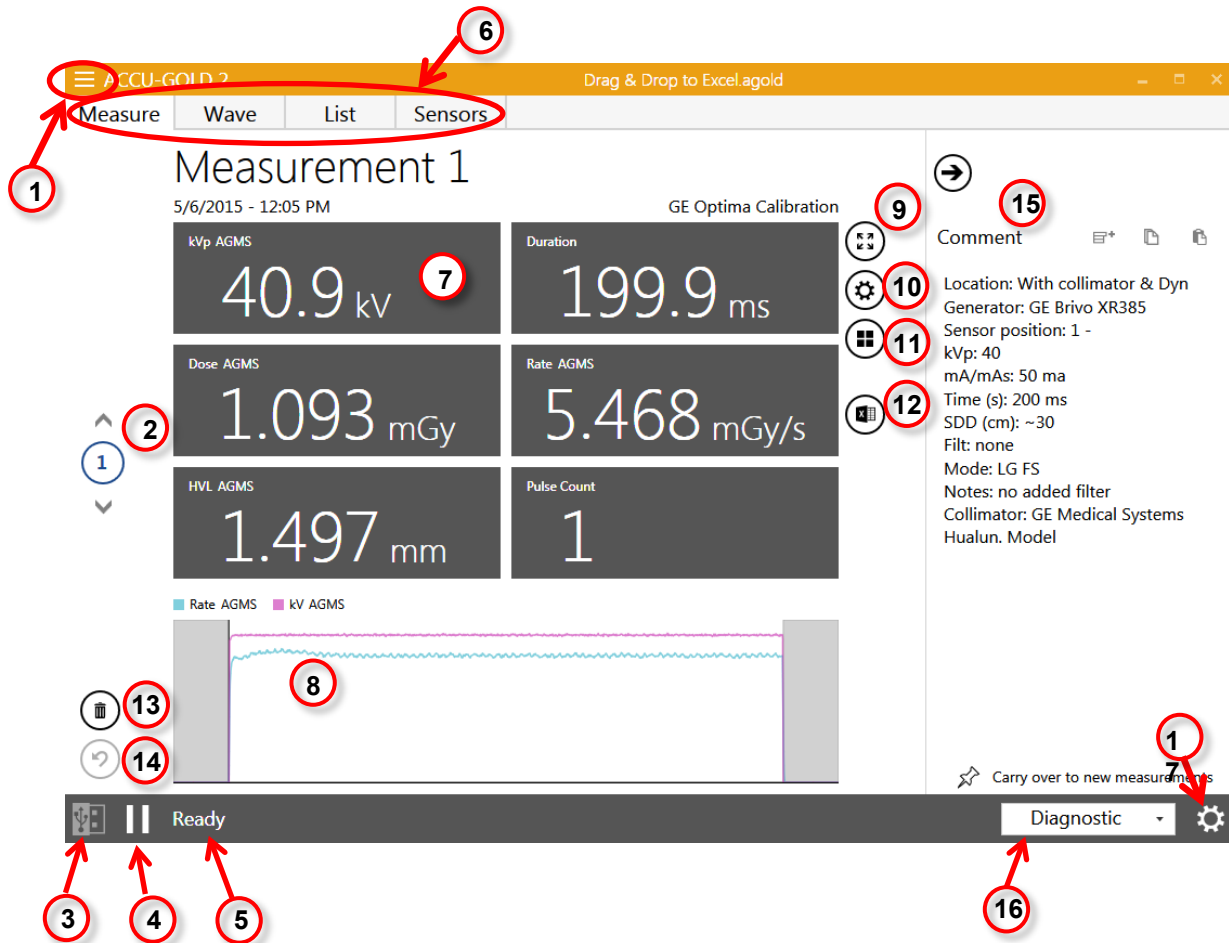 6
ACCU-GOLD 2
Drag & Drop to Excel.agold
Measure Wave List Sensors
1
Measurement 1
5/6/2015 - 12:05 PM
GE Optima Calibration
kVp AGMS
40.9 kV
7
Duration
199.9 ms
Dose AGMS
1.093 mGy
Rate AGMS
5.468 mGy/s
HVL AGMS
1.497 mm
Pulse Count
1
9
10
11
12
2
1
15
Comment
Location: With collimator & Dyn
Generator: GE Brivo XR385
Sensor position: 1 -
kVp: 40
mA/mAs: 50 ma
Time (s): 200 ms
SDD (cm): ~30
Filt: none
Mode: LG FS
Notes: no added filter
Collimator: GE Medical Systems
Hualun. Model
Rate AGMS kV AGMS
8
13
14
1
7
Carry over to new measurements
Ready
Diagnostic
3
4
5
16